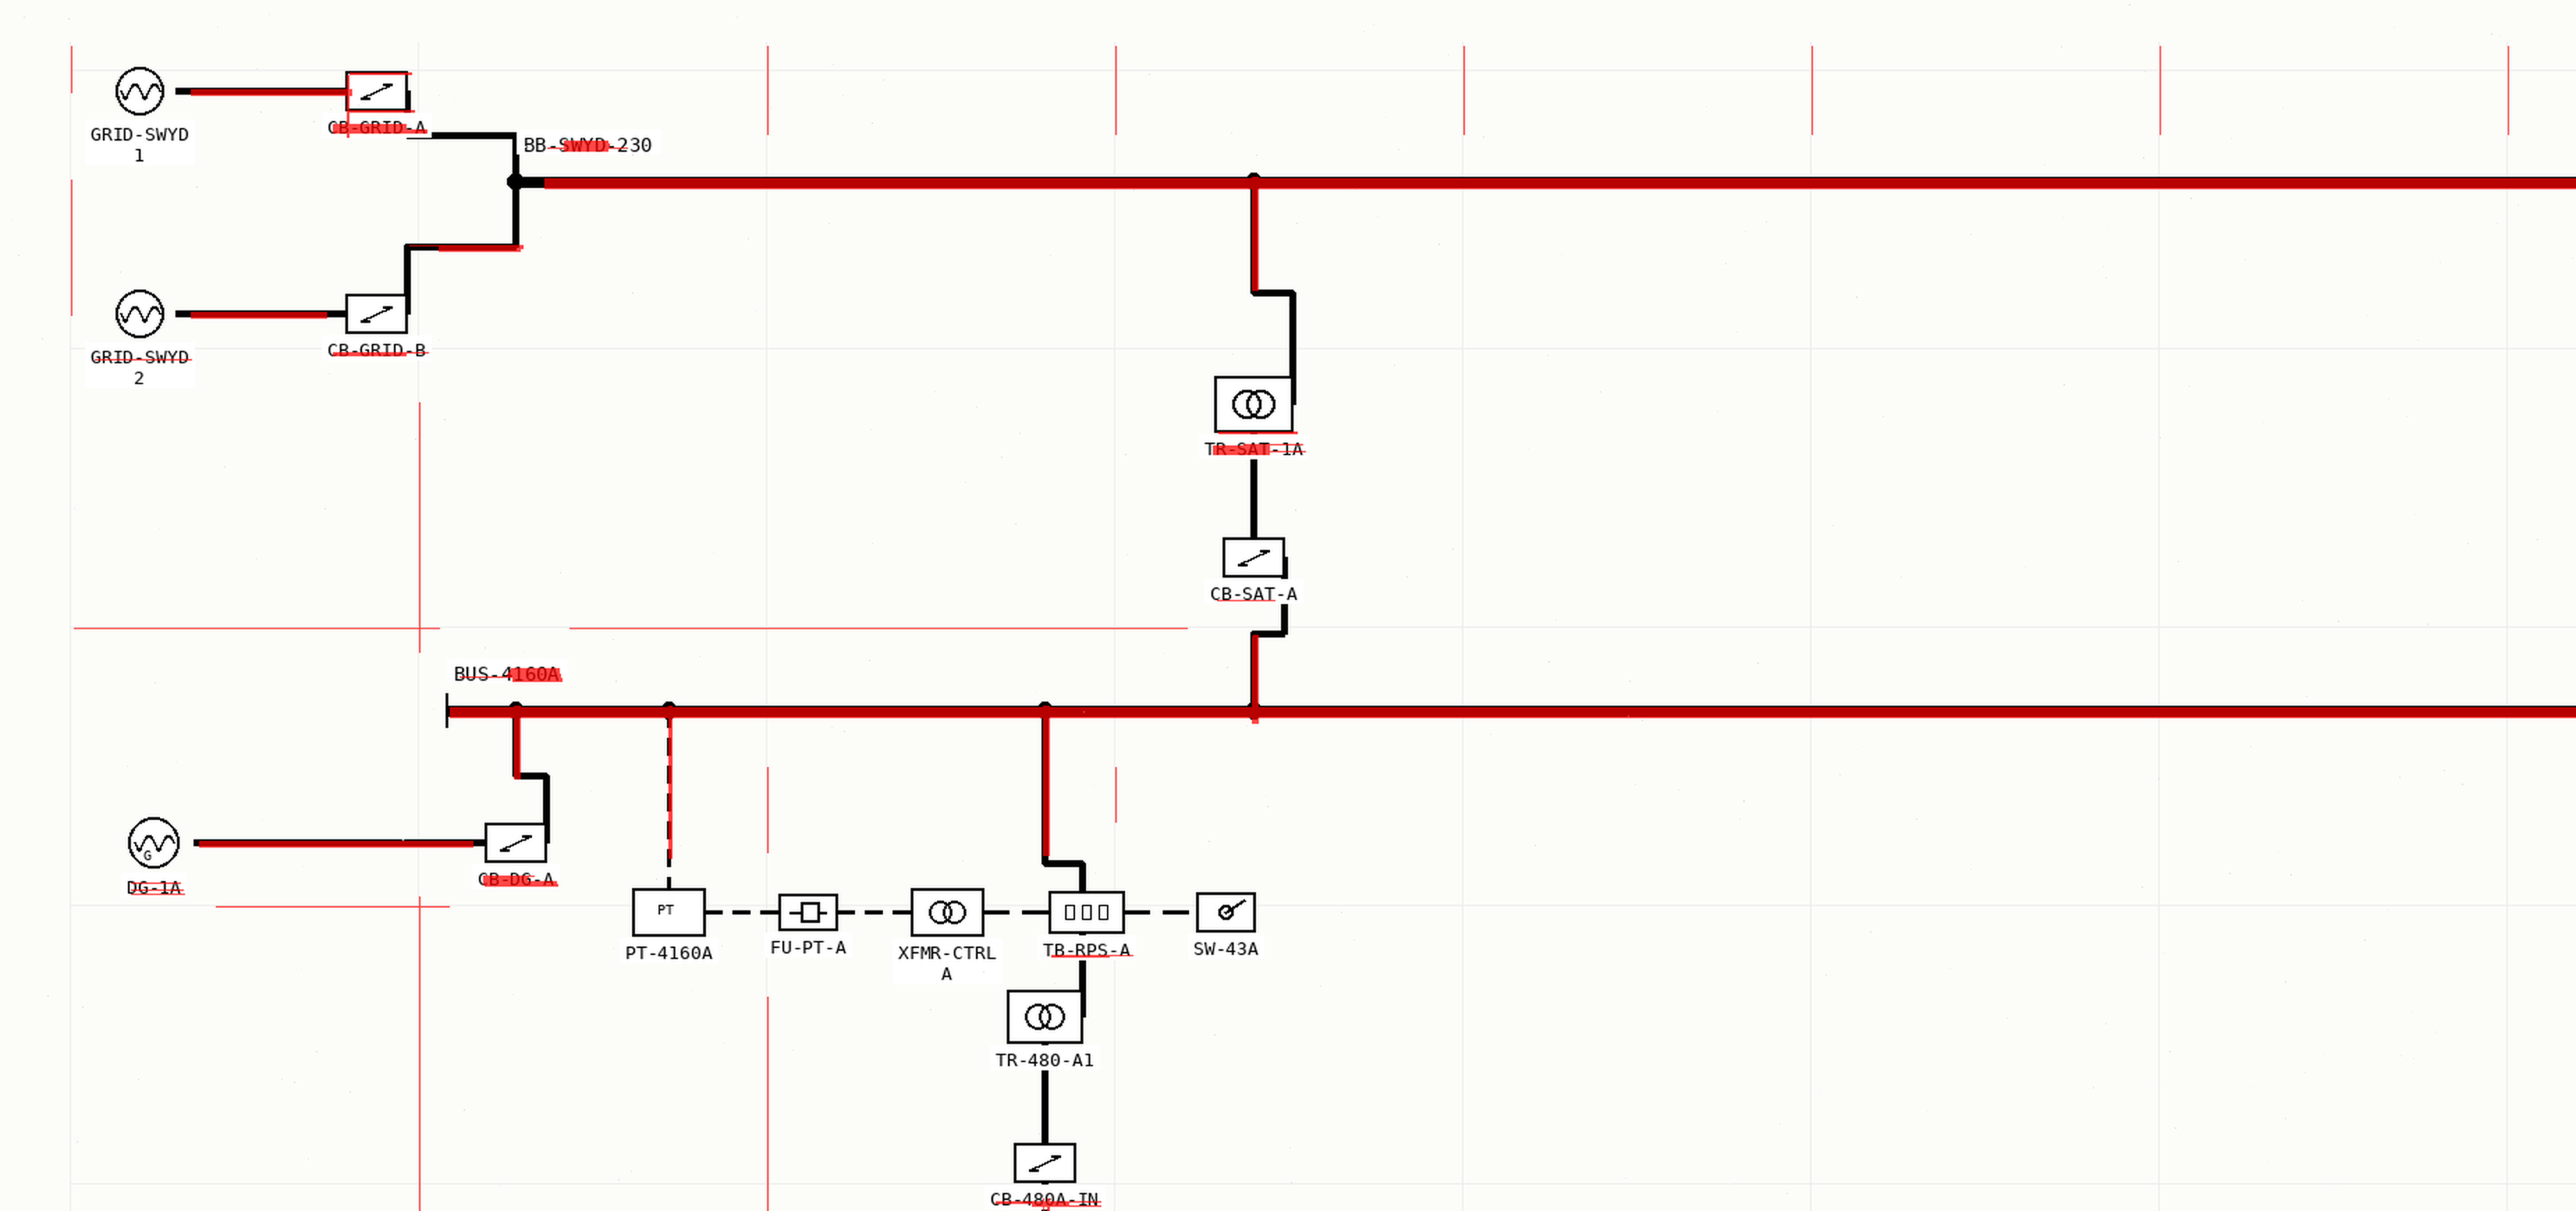 GRID-SWYD
1
CB-GRID-A
BB-SWYD-230
GRID-SWYD
2
CB-GRID-B
TR-SAT-1A
CB-SAT-A
BUS-4160A
G
DG-1A
CB-DG-A
PT
PT-4160A
FU-PT-A
XFMR-CTRL
A
TB-RPS-A
SW-43A
TR-480-A1
CB-480A-IN